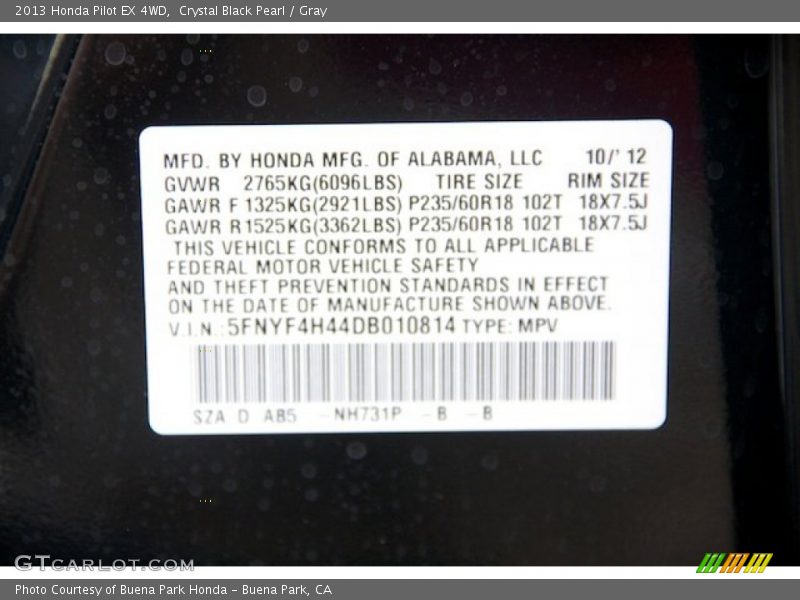 2013 Honda Pilot EX 4WD,  Crystal Black Pearl / Gray
MFD. BY HONDA MFG. OF ALABAMA, LLC 10/' 12
GVWR 2765KG(6096LBS) TIRE SIZE RIM SIZE
GAWR F 1325KG(2921LBS) P235/60R18 102T 18X7.5J
GAWR R 1525KG(3362LBS) P235/60R18 102T 18X7.5J
THIS VEHICLE CONFORMS TO ALL APPLICABLE
FEDERAL MOTOR VEHICLE SAFETY
AND THEFT PREVENTION STANDARDS IN EFFECT
ON THE DATE OF MANUFACTURE SHOWN ABOVE.
V.I.N.: 5FNYF4H44DB010814 TYPE: MPV
SZA D AB5 -NH731P -B -B
GTCARLOT.COM
Photo Courtesy of Buena Park Honda - Buena Park, CA